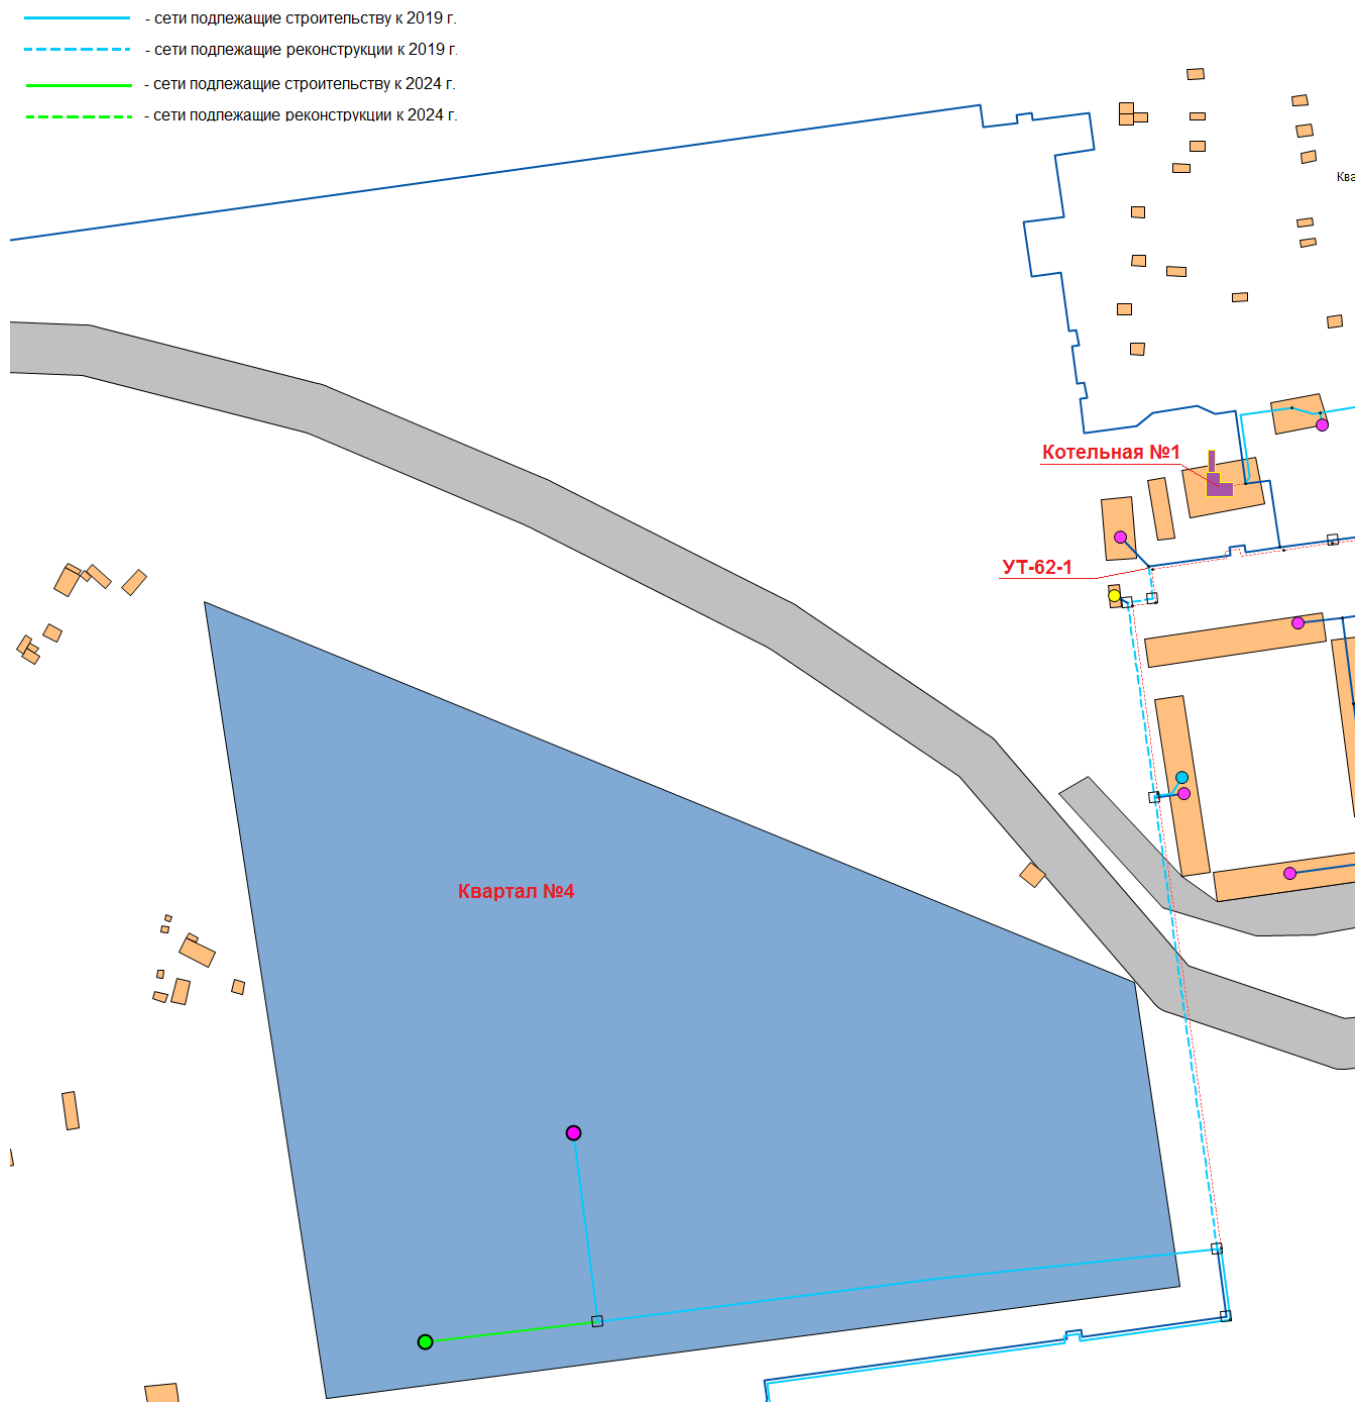 - сети подлежащие строительству к 2019 г.
- сети подлежащие реконструкции к 2019 г.
- сети подлежащие строительству к 2024 г.
- сети подлежащие реконструкции к 2024 г.
Ква
Котельная №1
УТ-62-1
Квартал №4